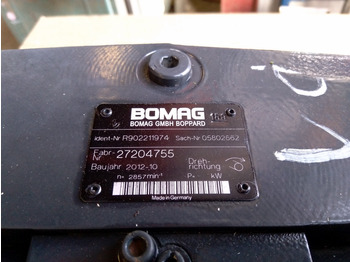 BOMAG
BOMAG GMBH BOPPARD
Ident-Nr R902211974 Sach-Nr 05802662
Fabr- Nr 27204755 Dreh- richtung
Baujahr 2012-10
n= 2857min⁻¹ P= kW
Made in Germany